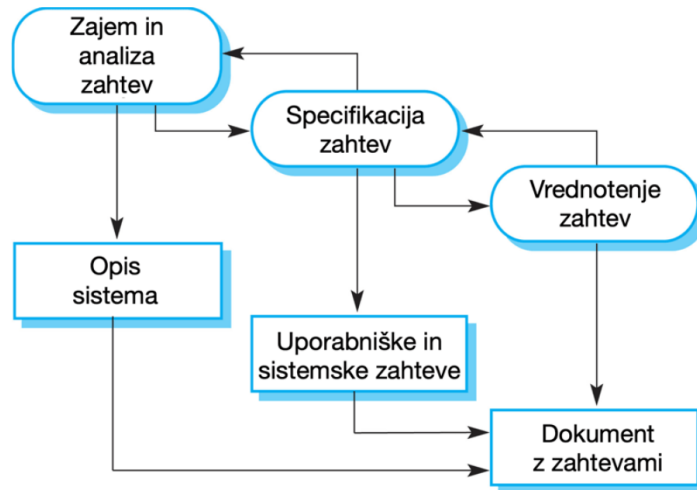 Zajem in
analiza
zahtev
Specifikacija
zahtev
Vrednotenje
zahtev
Opis
sistema
Uporabniške in
sistemske zahteve
Dokument
z zahtevami